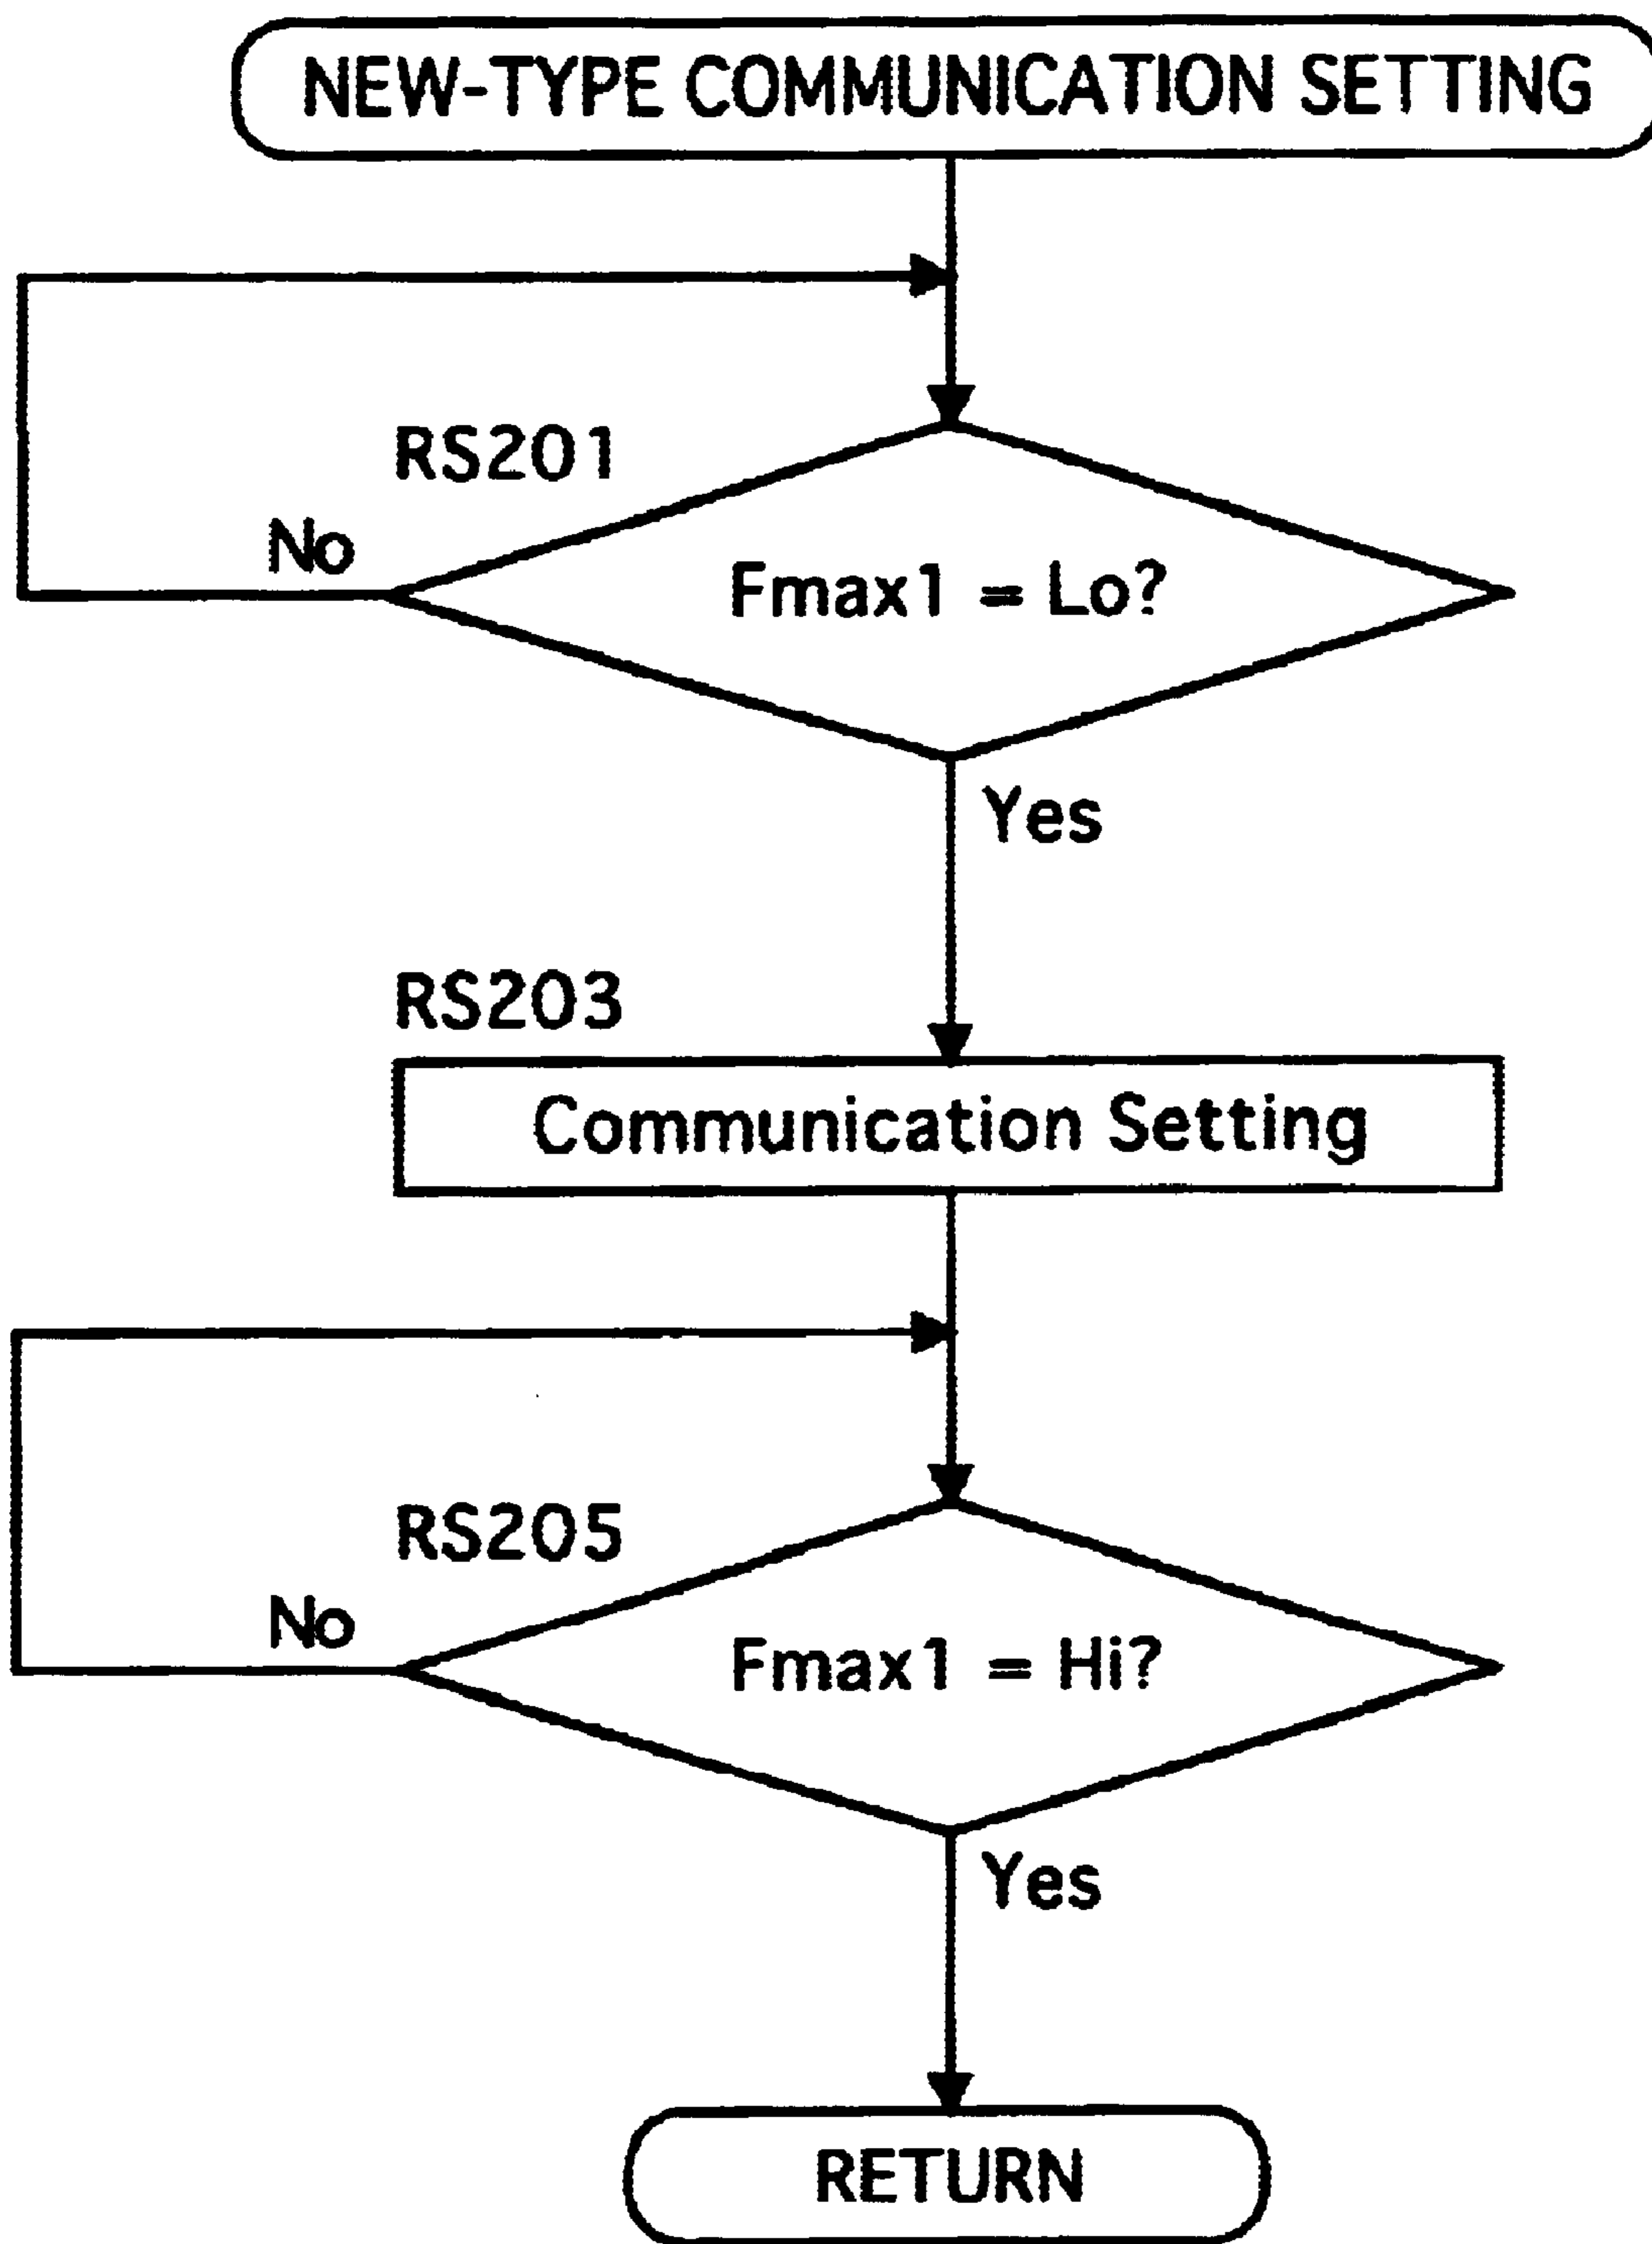 NEW-TYPE COMMUNICATION SETTING
RS201
No
Fmax1 = Lo?
Yes
RS203
Communication Setting
RS205
No
Fmax1 = Hi?
Yes
RETURN